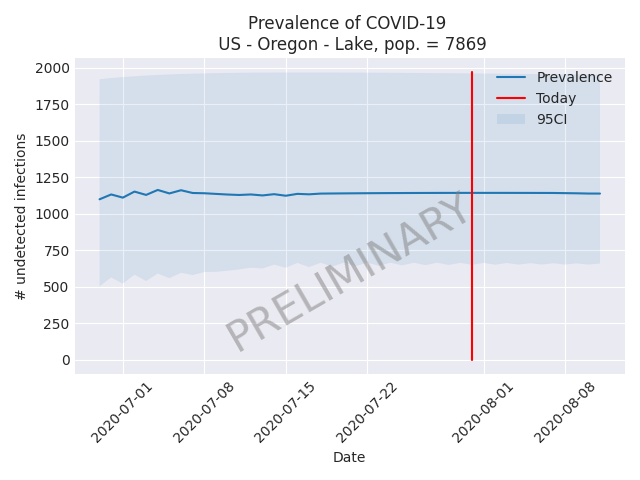 Prevalence of COVID-19
US - Oregon - Lake, pop. = 7869
2000
1750
1500
1250
1000
750
500
250
0
# undetected infections
Prevalence
Today
95CI
PRELIMINARY
2020-07-01
2020-07-08
2020-07-15
2020-07-22
2020-08-01
2020-08-08
Date